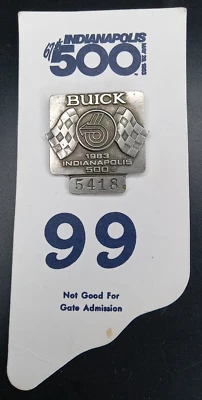 67th INDIANAPOLIS
500
MAY 29, 1983
BUICK
1983
INDIANAPOLIS
500
5418
99
Not Good For
Gate Admission